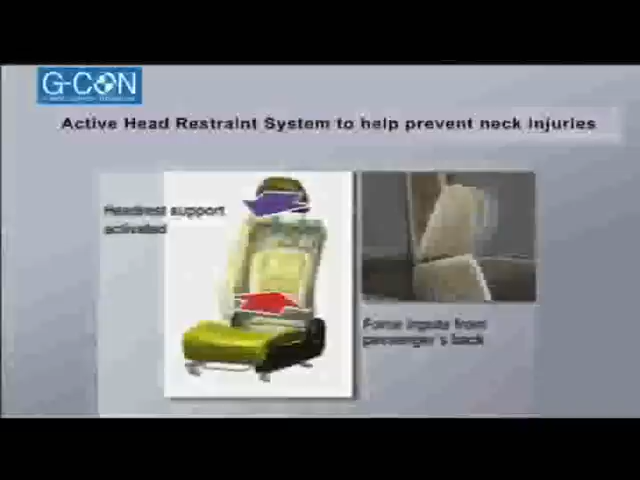 G-CON
Active Head Restraint System to help prevent neck injuries
Headrest support
activated
Force inputs from
passenger's back